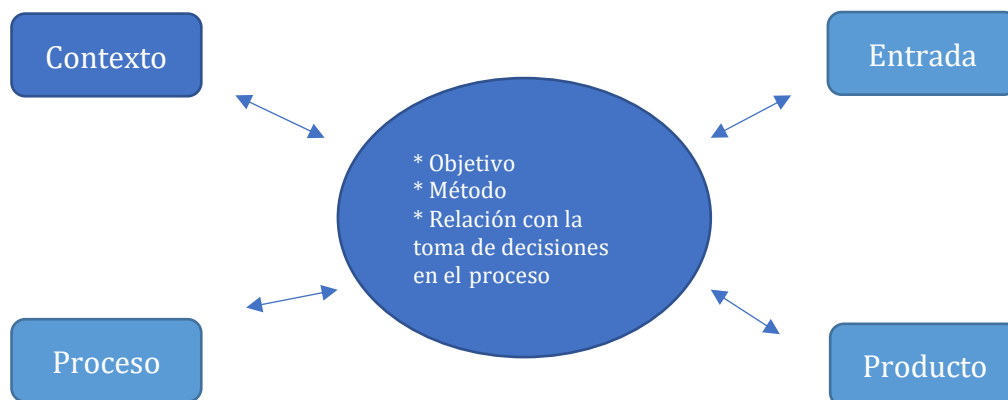 Contexto
Entrada
* Objetivo
* Método
* Relación con la
toma de decisiones
en el proceso
Proceso
Producto